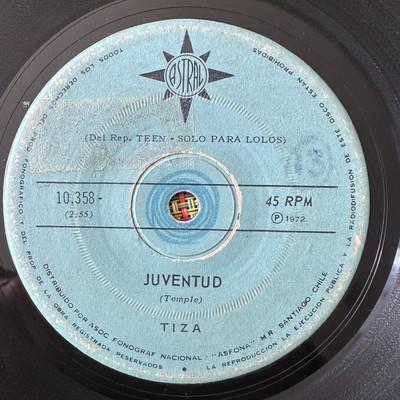 ASTRAL
(Del Rep. TEEN - SOLO PARA LOLOS)
10.358-
(2:55)
45 RPM
Ⓟ 1972
JUVENTUD
(Temple)
TIZA
TODOS LOS DERECHOS DEL PROD. FONOGRAFICO Y DEL PROP. DE LA OBRA REGISTRADA RESERVADOS
LA REPRODUCCION LA EJECUCION PUBLICA Y LA RADIODIFUSION DE ESTE DISCO ESTAN PROHIBIDAS
DISTRIBUIDO POR ASOC FONOGRAF NACIONAL "ASFONA" M.R. SANTIAGO CHILE